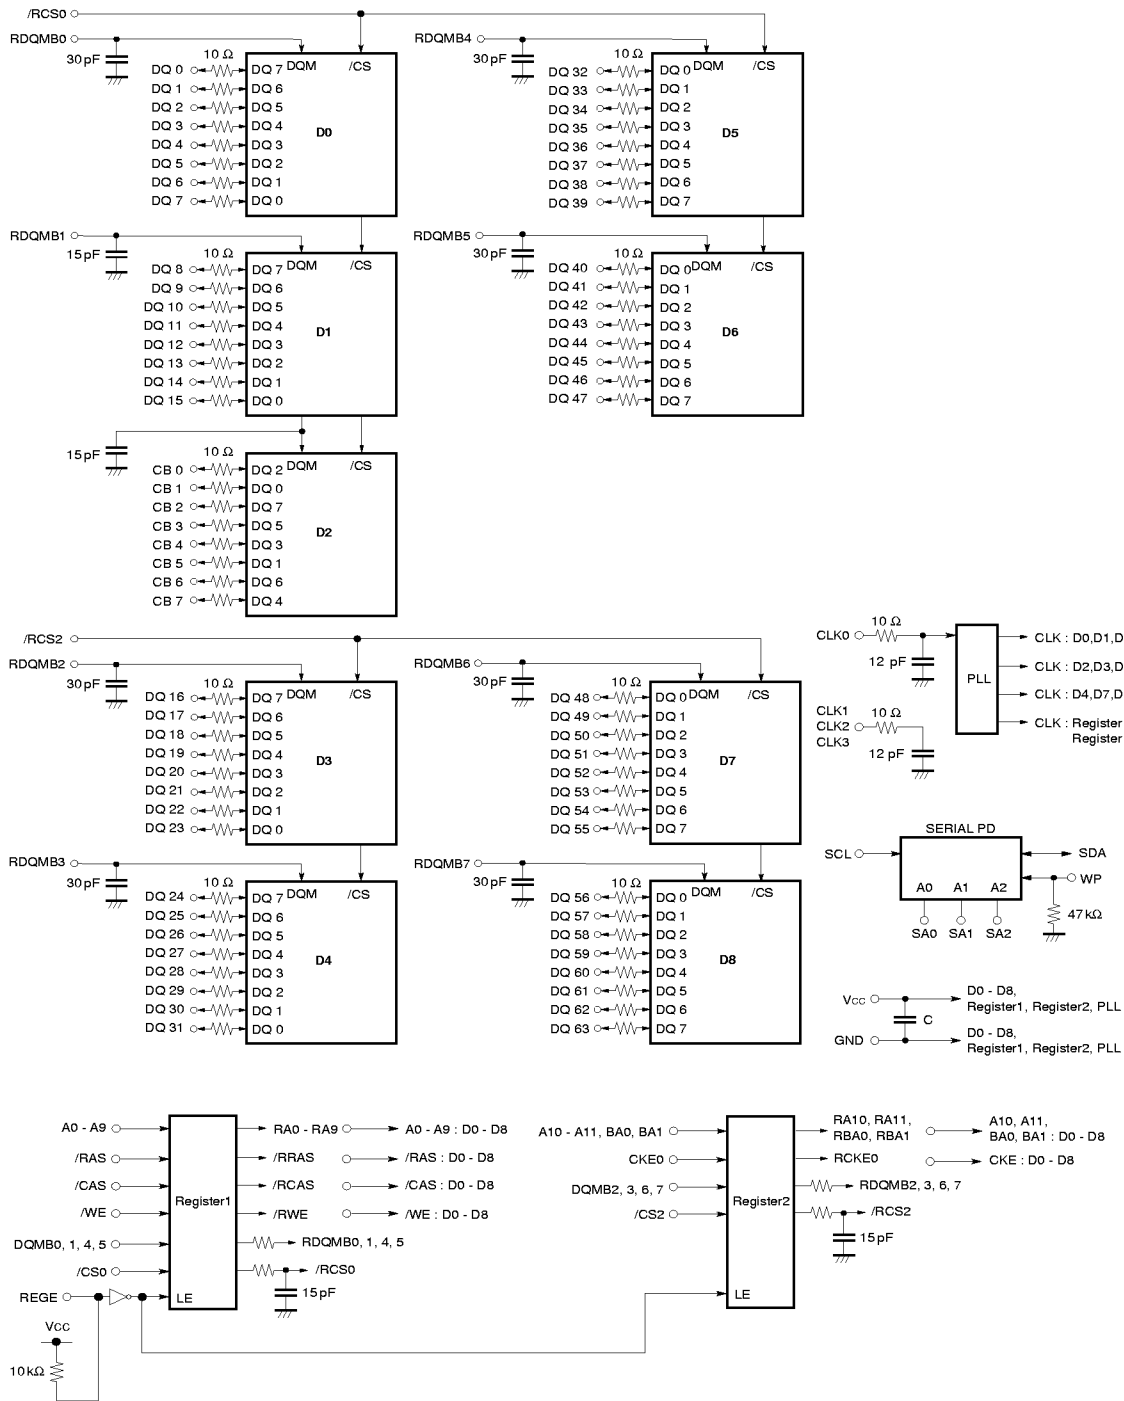 /RCS0
RDQMB0
30 pF
10 Ω
DQM
/CS
DQ 0
DQ 7
DQ 1
DQ 6
DQ 2
DQ 5
DQ 3
DQ 4
D0
DQ 4
DQ 3
DQ 5
DQ 2
DQ 6
DQ 1
DQ 7
DQ 0
RDQMB4
30 pF
10 Ω
DQM
/CS
DQ 32
DQ 0
DQ 33
DQ 1
DQ 34
DQ 2
DQ 35
DQ 3
D5
DQ 36
DQ 4
DQ 37
DQ 5
DQ 38
DQ 6
DQ 39
DQ 7
RDQMB1
15 pF
10 Ω
DQM
/CS
DQ 8
DQ 7
DQ 9
DQ 6
DQ 10
DQ 5
DQ 11
DQ 4
D1
DQ 12
DQ 3
DQ 13
DQ 2
DQ 14
DQ 1
DQ 15
DQ 0
RDQMB5
30 pF
10 Ω
DQM
/CS
DQ 40
DQ 0
DQ 41
DQ 1
DQ 42
DQ 2
DQ 43
DQ 3
D6
DQ 44
DQ 4
DQ 45
DQ 5
DQ 46
DQ 6
DQ 47
DQ 7
15 pF
10 Ω
DQM
/CS
CB 0
DQ 2
CB 1
DQ 0
CB 2
DQ 7
CB 3
DQ 5
D2
CB 4
DQ 3
CB 5
DQ 1
CB 6
DQ 6
CB 7
DQ 4
/RCS2
RDQMB2
30 pF
10 Ω
DQM
/CS
DQ 16
DQ 7
DQ 17
DQ 6
DQ 18
DQ 5
DQ 19
DQ 4
D3
DQ 20
DQ 3
DQ 21
DQ 2
DQ 22
DQ 1
DQ 23
DQ 0
RDQMB6
30 pF
10 Ω
DQM
/CS
DQ 48
DQ 0
DQ 49
DQ 1
DQ 50
DQ 2
DQ 51
DQ 3
D7
DQ 52
DQ 4
DQ 53
DQ 5
DQ 54
DQ 6
DQ 55
DQ 7
RDQMB3
30 pF
10 Ω
DQM
/CS
DQ 24
DQ 7
DQ 25
DQ 6
DQ 26
DQ 5
DQ 27
DQ 4
D4
DQ 28
DQ 3
DQ 29
DQ 2
DQ 30
DQ 1
DQ 31
DQ 0
RDQMB7
30 pF
10 Ω
DQM
/CS
DQ 56
DQ 0
DQ 57
DQ 1
DQ 58
DQ 2
DQ 59
DQ 3
D8
DQ 60
DQ 4
DQ 61
DQ 5
DQ 62
DQ 6
DQ 63
DQ 7
CLK0
10 Ω
12 pF
PLL
CLK : D0,D1,D
CLK : D2,D3,D
CLK : D4,D7,D
CLK : Register
Register
CLK1
CLK2
CLK3
10 Ω
12 pF
SERIAL PD
SCL
SDA
WP
A0 A1 A2
47 kΩ
SA0 SA1 SA2
VCC
D0 - D8,
Register1, Register2, PLL
C
GND
D0 - D8,
Register1, Register2, PLL
A0 - A9
RA0 - RA9
A0 - A9 : D0 - D8
/RAS
/RRAS
/RAS : D0 - D8
/CAS
Register1
/RCAS
/CAS : D0 - D8
/WE
/RWE
/WE : D0 - D8
DQMB0, 1, 4, 5
RDQMB0, 1, 4, 5
/CS0
/RCS0
15 pF
REGE
LE
VCC
10 kΩ
A10 - A11, BA0, BA1
RA10, RA11,
RBA0, RBA1
A10, A11,
BA0, BA1 : D0 - D8
CKE0
RCKE0
CKE : D0 - D8
DQMB2, 3, 6, 7
Register2
RDQMB2, 3, 6, 7
/CS2
/RCS2
15 pF
LE